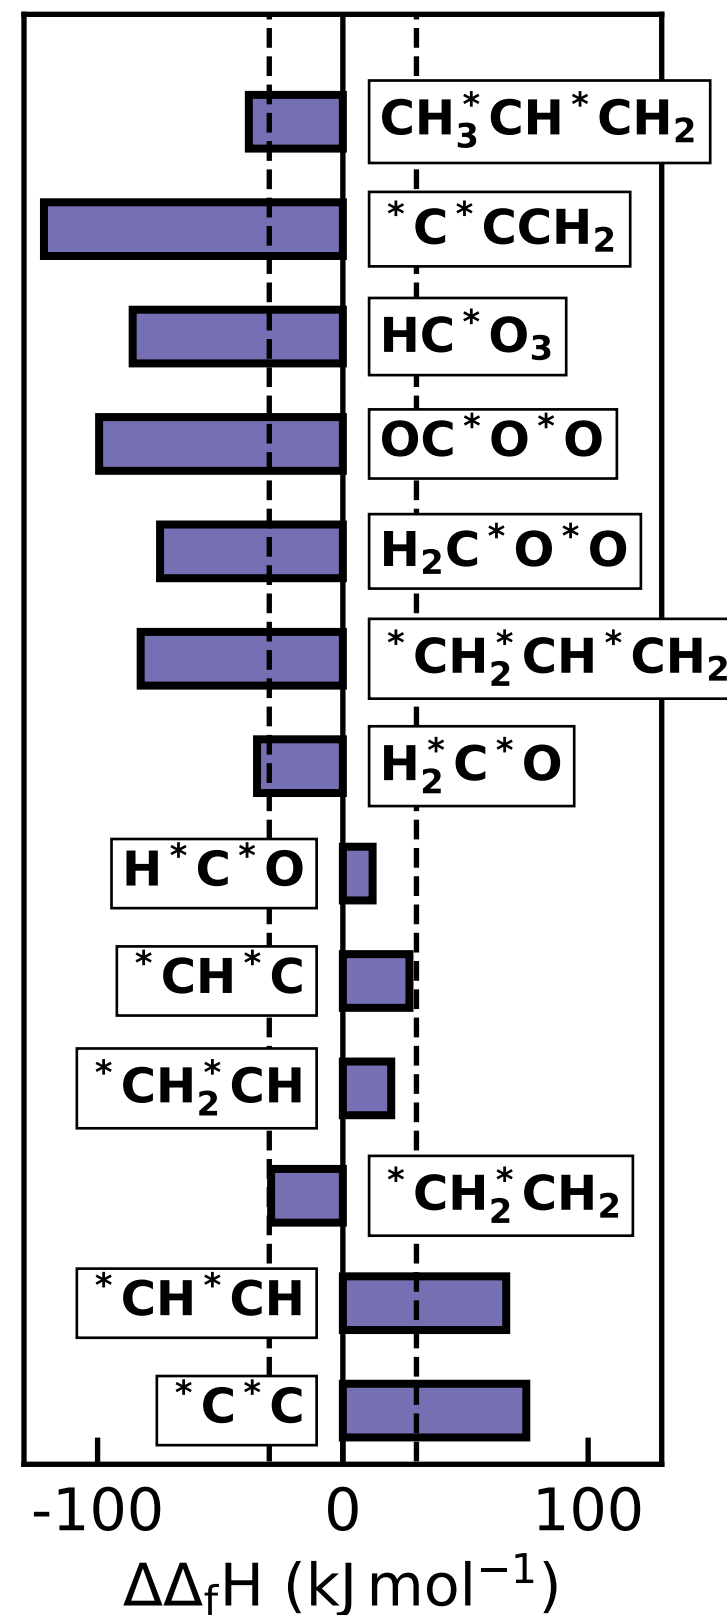 CH₃*CH*CH₂
*C*CCH₂
HC*O₃
OC*O*O
H₂C*O*O
*CH₂*CH*CH₂
H₂*C*O
H*C*O
*CH*C
*CH₂*CH
*CH₂*CH₂
*CH*CH
*C*C
-100 0 100
ΔΔfH (kJ mol⁻¹)